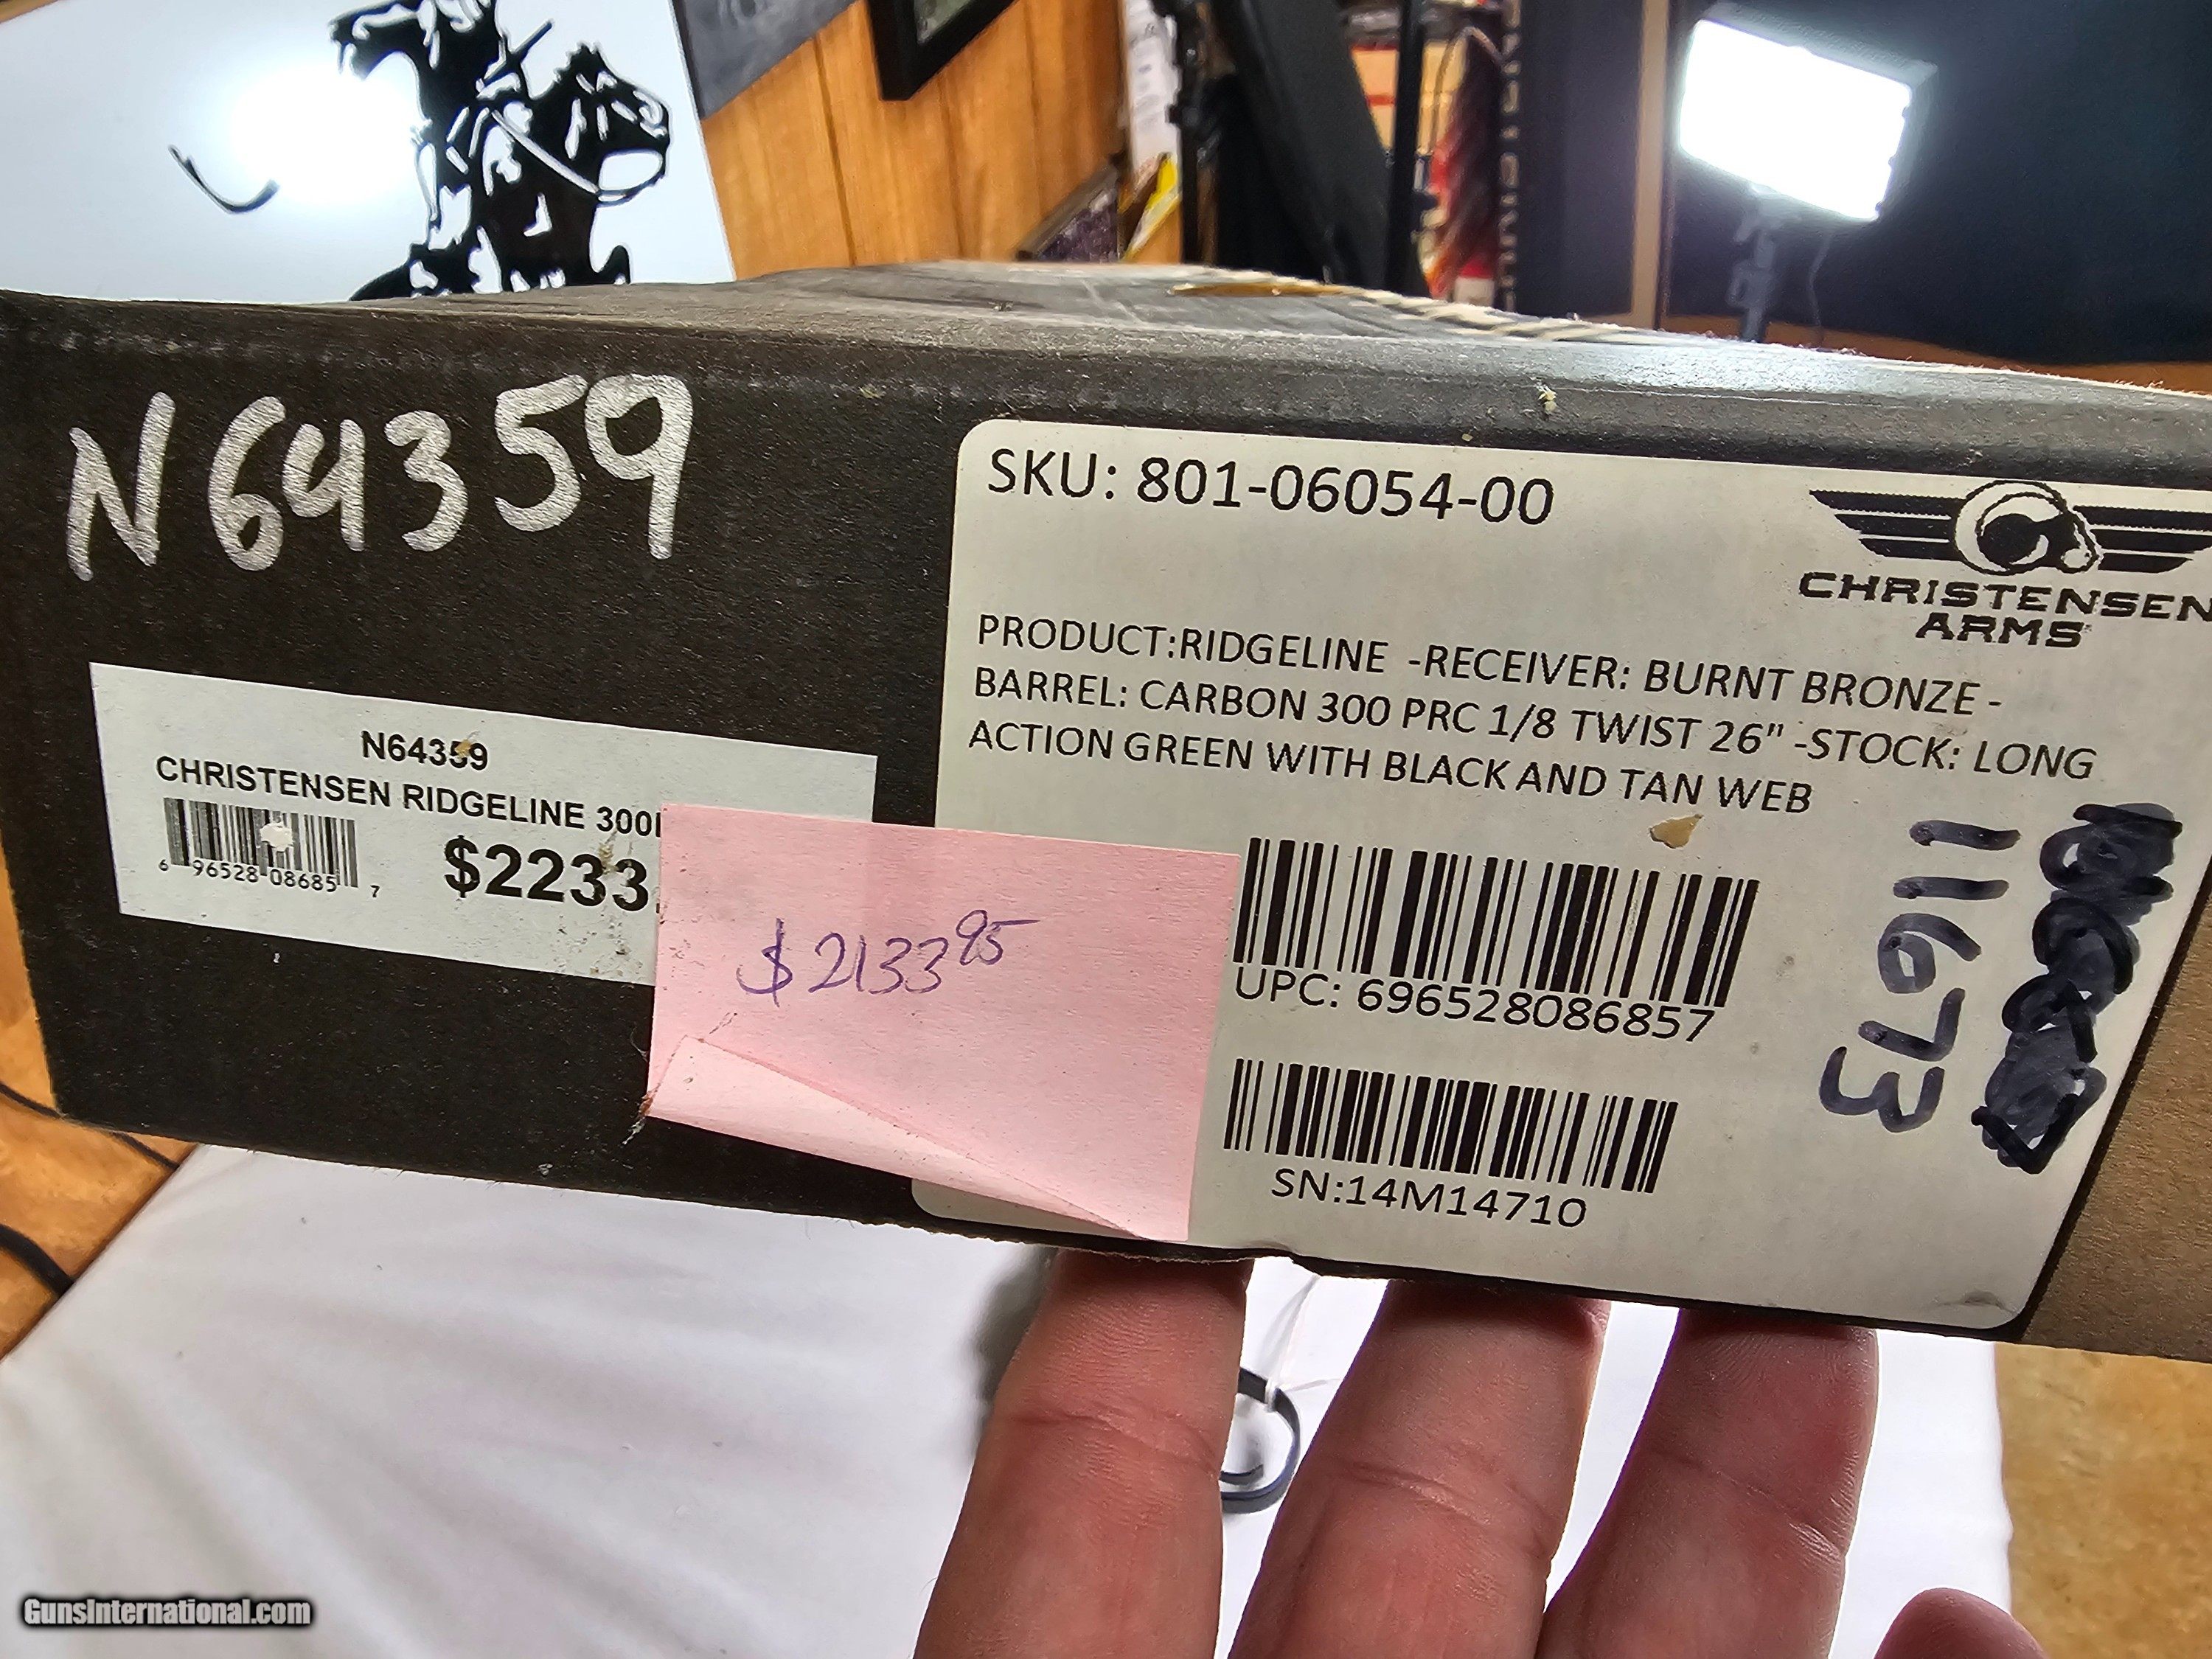 N64359
SKU: 801-06054-00
CHRISTENSEN
ARMS
PRODUCT:RIDGELINE -RECEIVER: BURNT BRONZE -
BARREL: CARBON 300 PRC 1/8 TWIST 26" -STOCK: LONG
ACTION GREEN WITH BLACK AND TAN WEB
N64359
CHRISTENSEN RIDGELINE 300
6 96528 08685 7
$2233.
$2133 95
UPC: 696528086857
SN:14M14710
11673
GunsInternational.com